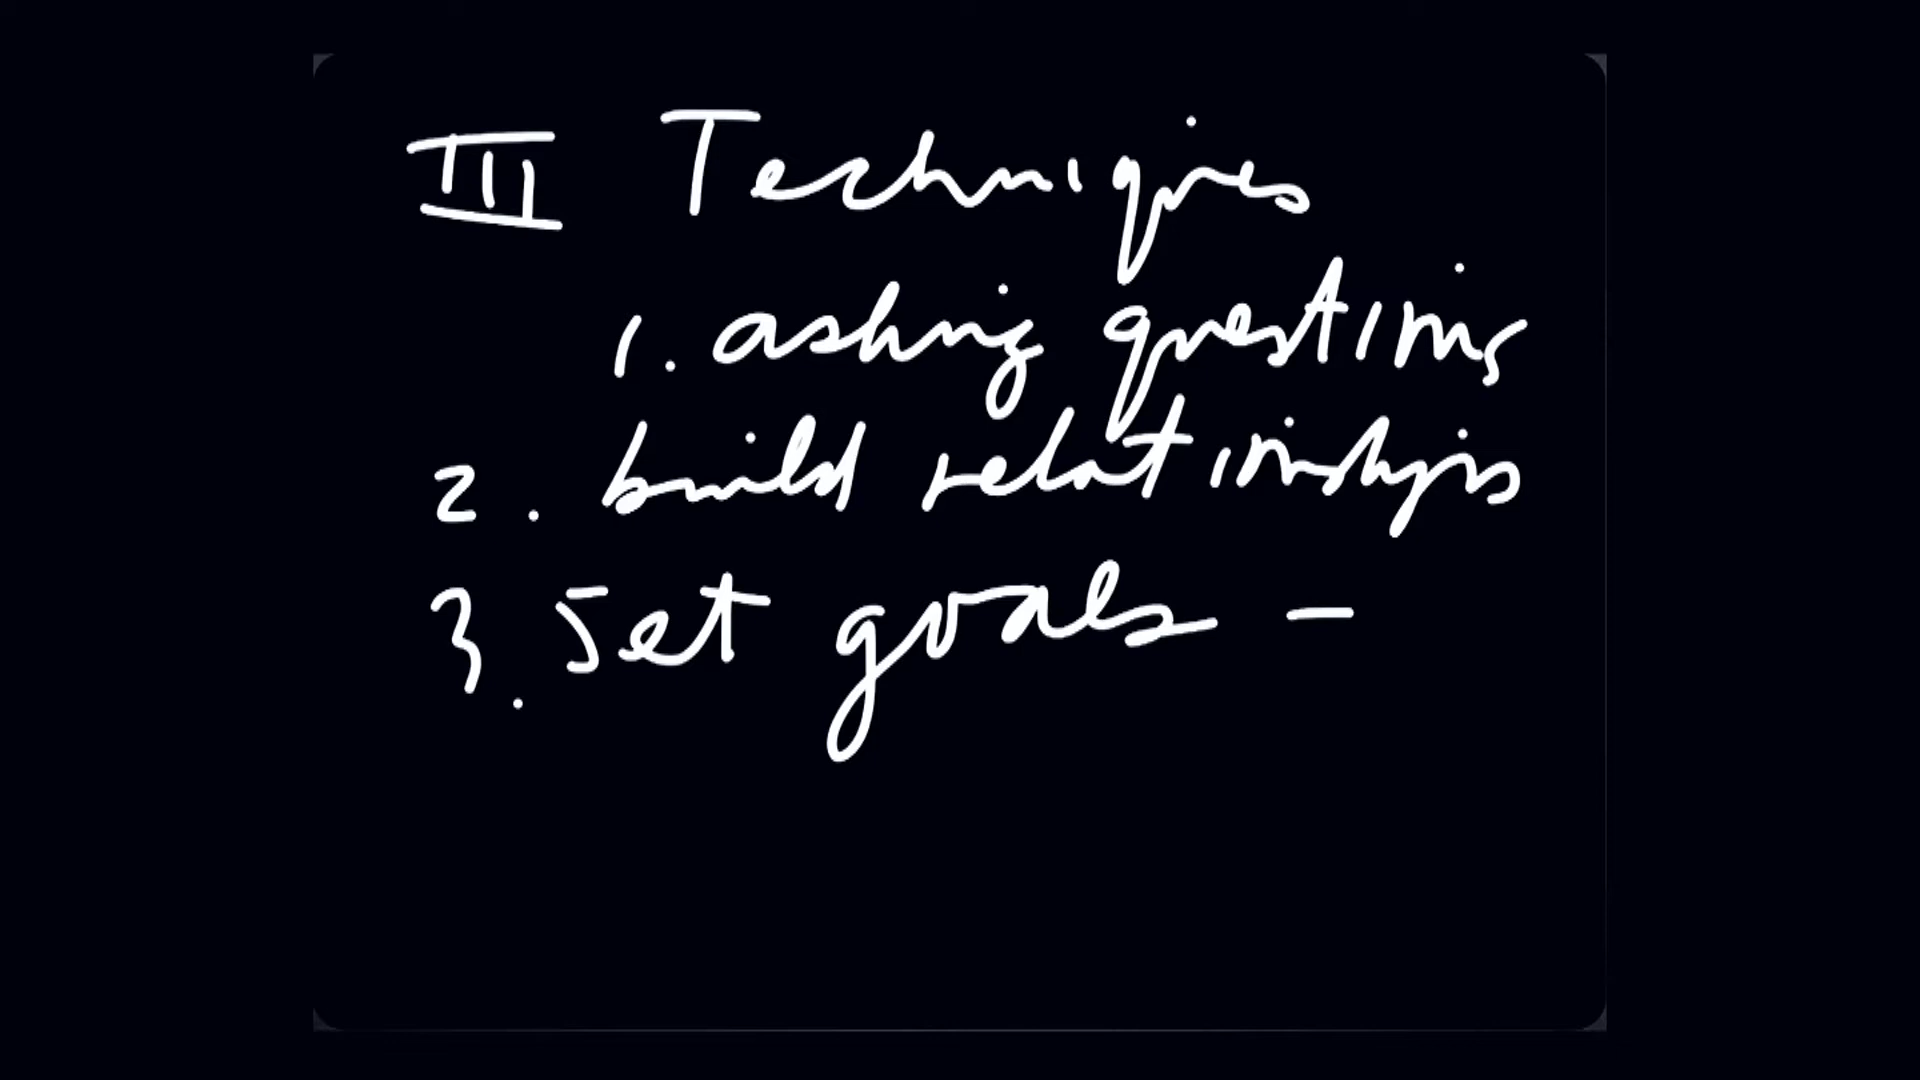 III Techniques
1. asking questions
2. build relationships
3. Set goals -